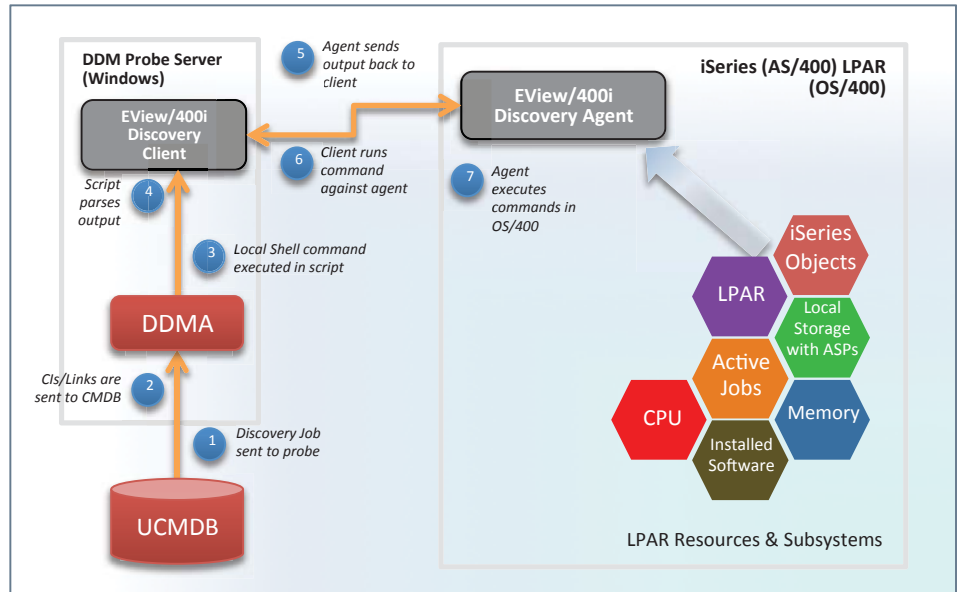 DDM Probe Server
(Windows)
EView/400i
Discovery
Client
4
Script
parses
output
3
Local Shell command
executed in script
DDMA
2
CIs/Links are
sent to CMDB
1
Discovery Job
sent to probe
UCMDB
5
Agent sends
output back to
client
6
Client runs
command
against agent
iSeries (AS/400) LPAR
(OS/400)
EView/400i
Discovery Agent
7
Agent
executes
commands in
OS/400
iSeries
Objects
LPAR
Local
Storage
with ASPs
Active
Jobs
CPU
Memory
Installed
Software
LPAR Resources & Subsystems